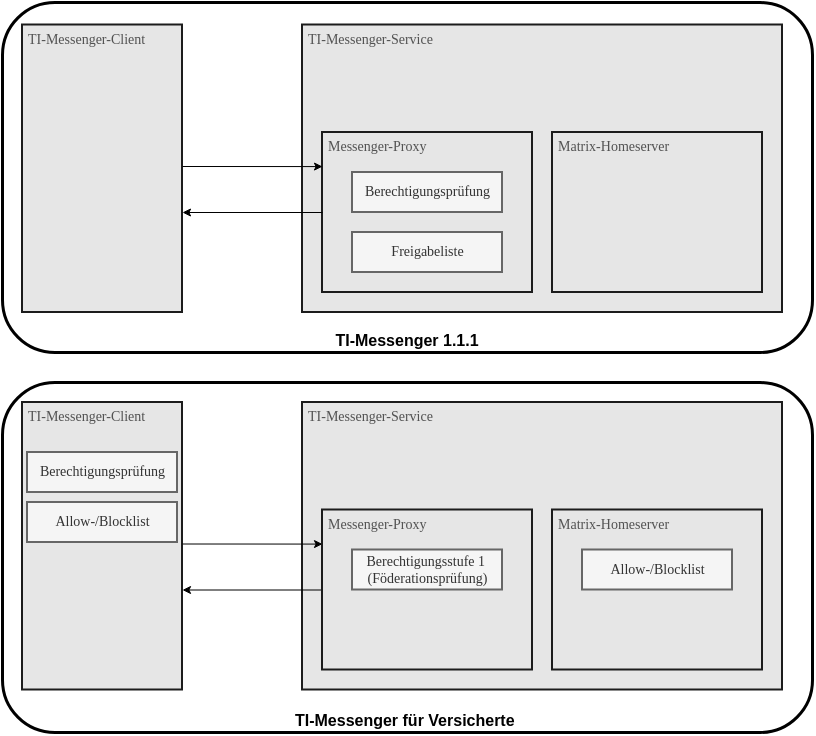 TI-Messenger-Client
TI-Messenger-Service
Messenger-Proxy
Matrix-Homeserver
Berechtigungsprüfung
Freigabeliste
TI-Messenger 1.1.1
TI-Messenger-Client
TI-Messenger-Service
Berechtigungsprüfung
Allow-/Blocklist
Messenger-Proxy
Matrix-Homeserver
Berechtigungsstufe 1
(Föderationsprüfung)
Allow-/Blocklist
TI-Messenger für Versicherte